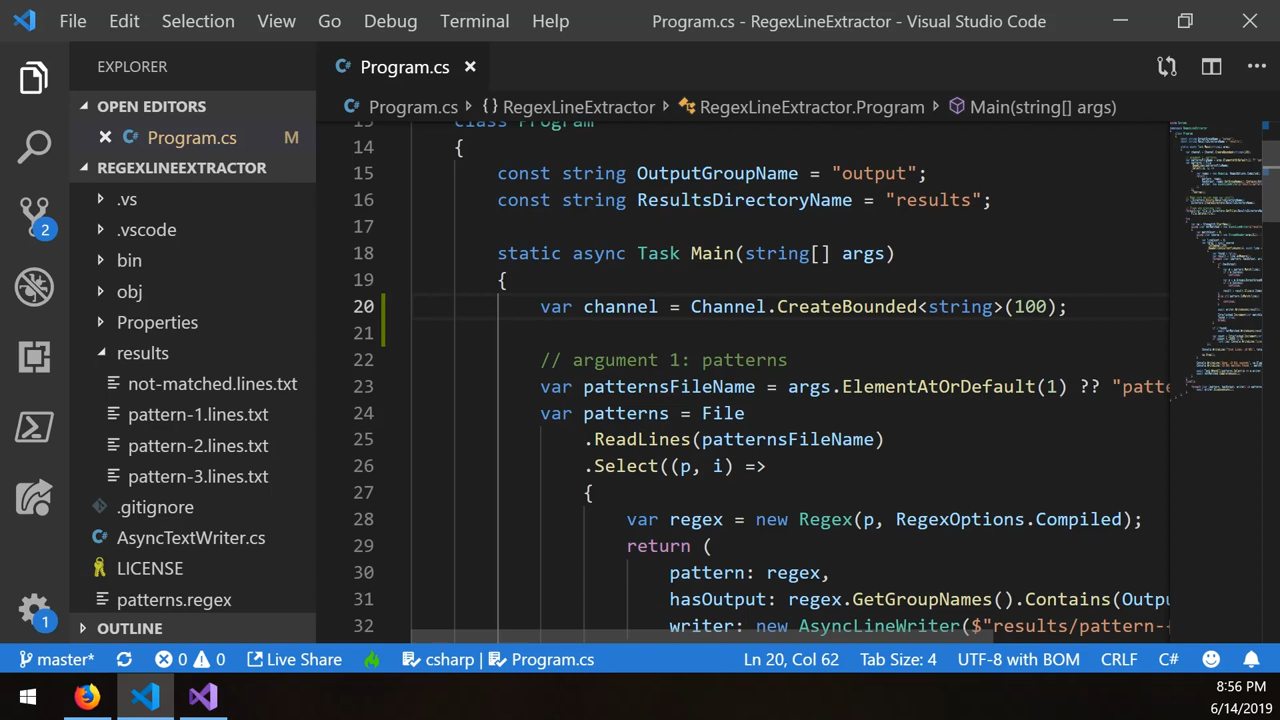 File Edit Selection View Go Debug Terminal Help Program.cs - RegexLineExtractor - Visual Studio Code
EXPLORER
OPEN EDITORS
Program.cs M
REGEXLINEEXTRACTOR
.vs
.vscode
bin
obj
Properties
results
not-matched.lines.txt
pattern-1.lines.txt
pattern-2.lines.txt
pattern-3.lines.txt
.gitignore
AsyncTextWriter.cs
LICENSE
patterns.regex
OUTLINE
2
1
Program.cs
Program.cs {} RegexLineExtractor RegexLineExtractor.Program Main(string[] args)
class Program
14 {
15 const string OutputGroupName = "output";
16 const string ResultsDirectoryName = "results";
17
18 static async Task Main(string[] args)
19 {
20 var channel = Channel.CreateBounded<string>(100);
21
22 // argument 1: patterns
23 var patternsFileName = args.ElementAtOrDefault(1) ?? "patte
24 var patterns = File
25 .ReadLines(patternsFileName)
26 .Select((p, i) =>
27 {
28 var regex = new Regex(p, RegexOptions.Compiled);
29 return (
30 pattern: regex,
31 hasOutput: regex.GetGroupNames().Contains(Outp
32 writer: new AsyncLineWriter($"results/pattern-
master* 0 0 Live Share csharp | Program.cs Ln 20, Col 62 Tab Size: 4 UTF-8 with BOM CRLF C#
8:56 PM
6/14/2019